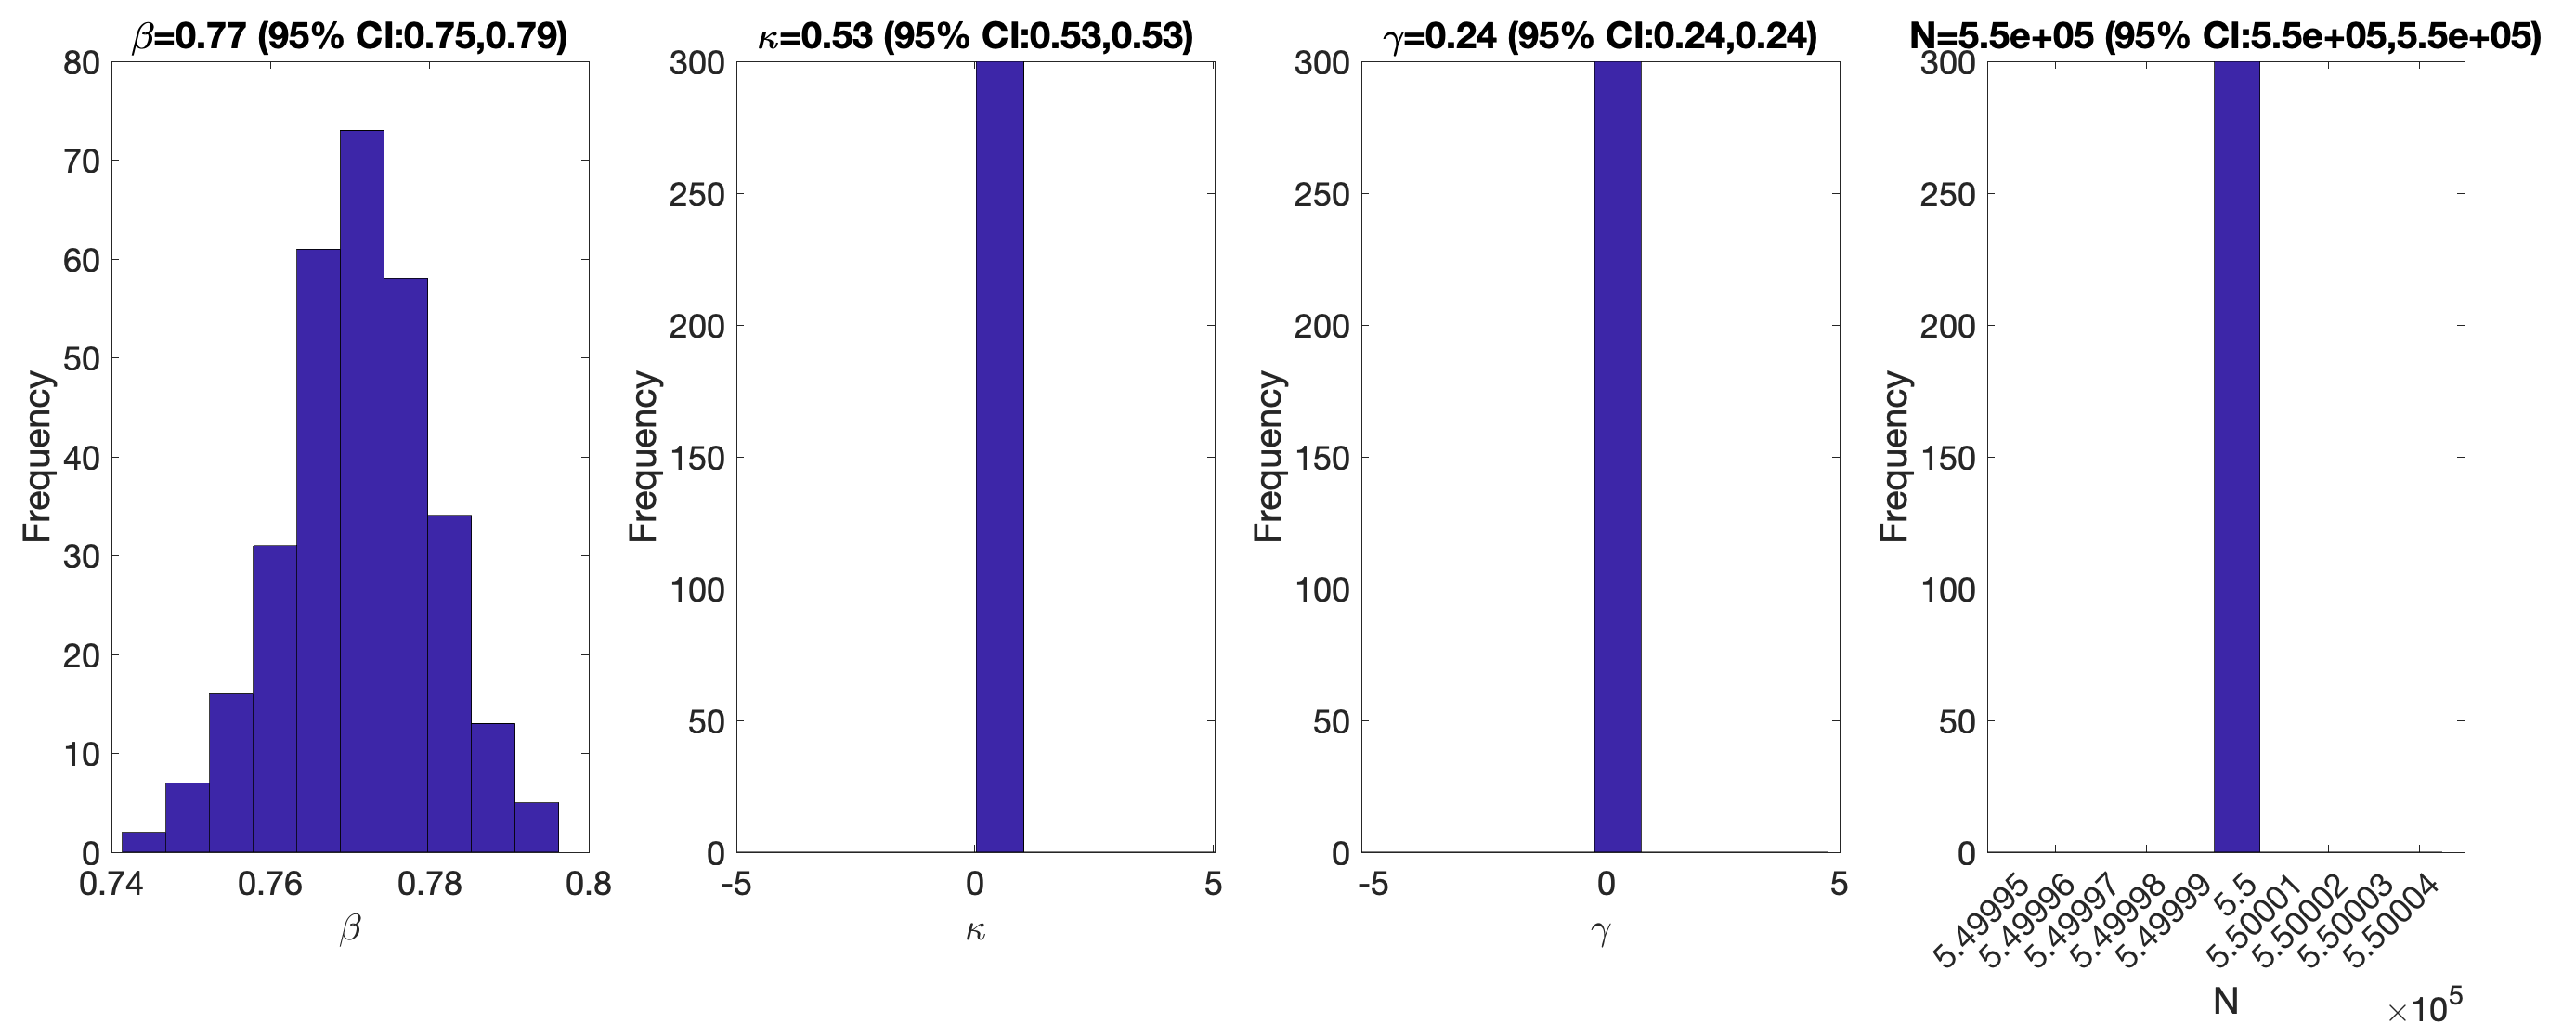 β=0.77 (95% CI:0.75,0.79)
80
70
60
50
40
30
20
10
0
Frequency
0.74 0.76 0.78 0.8
β
κ=0.53 (95% CI:0.53,0.53)
300
250
200
150
100
50
0
Frequency
-5 0 5
κ
γ=0.24 (95% CI:0.24,0.24)
300
250
200
150
100
50
0
Frequency
-5 0 5
γ
N=5.5e+05 (95% CI:5.5e+05,5.5e+05)
300
250
200
150
100
50
0
Frequency
5.49995 5.49996 5.49997 5.49998 5.49999 5.5 5.50001 5.50002 5.50003 5.50004
N
×10⁵